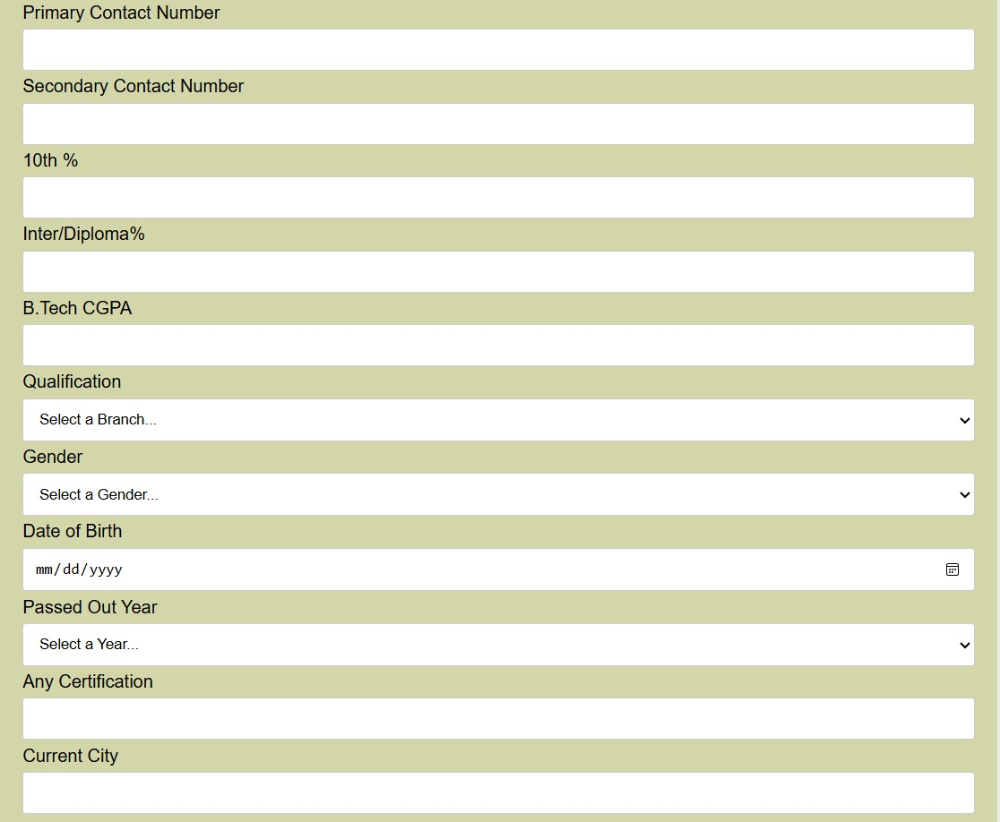 Primary Contact Number
Secondary Contact Number
10th %
Inter/Diploma%
B.Tech CGPA
Qualification
Select a Branch...
Gender
Select a Gender...
Date of Birth
mm/dd/yyyy
Passed Out Year
Select a Year...
Any Certification
Current City